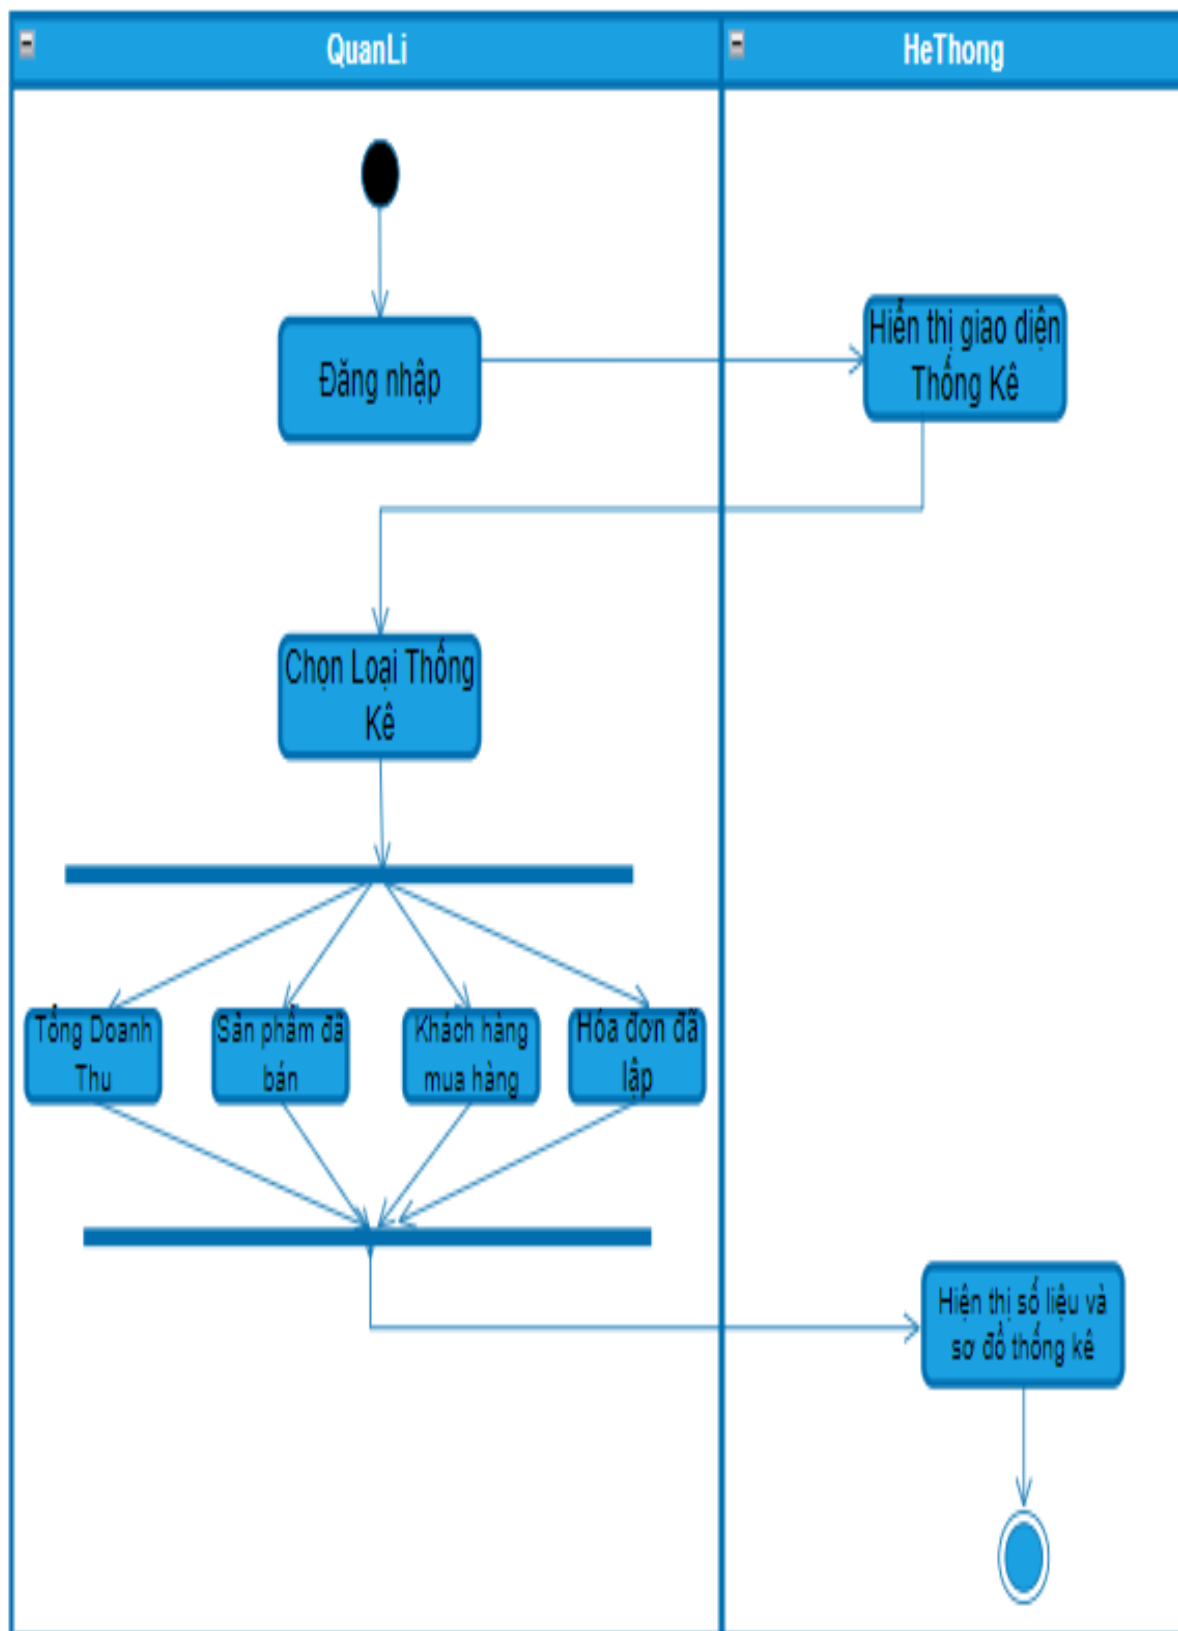 QuanLi
HeThong
Đăng nhập
Hiển thị giao diện
Thống Kê
Chọn Loại Thống
Kê
Tổng Doanh
Thu
Sản phẩm đã
bán
Khách hàng
mua hàng
Hóa đơn đã
lập
Hiện thị số liệu và
sơ đồ thống kê